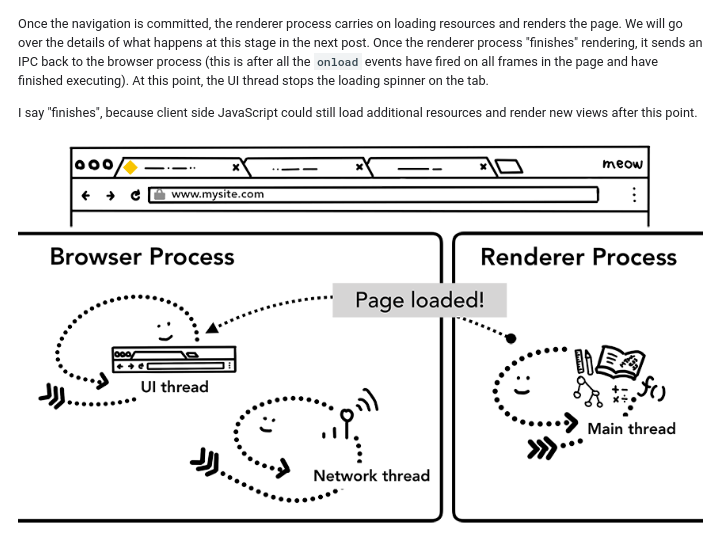 Once the navigation is committed, the renderer process carries on loading resources and renders the page. We will go
over the details of what happens at this stage in the next post. Once the renderer process "finishes" rendering, it sends an
IPC back to the browser process (this is after all the onload events have fired on all frames in the page and have
finished executing). At this point, the UI thread stops the loading spinner on the tab.
I say "finishes", because client side JavaScript could still load additional resources and render new views after this point.
meow
www.mysite.com
Browser Process
Renderer Process
Page loaded!
UI thread
f()
Main thread
Network thread